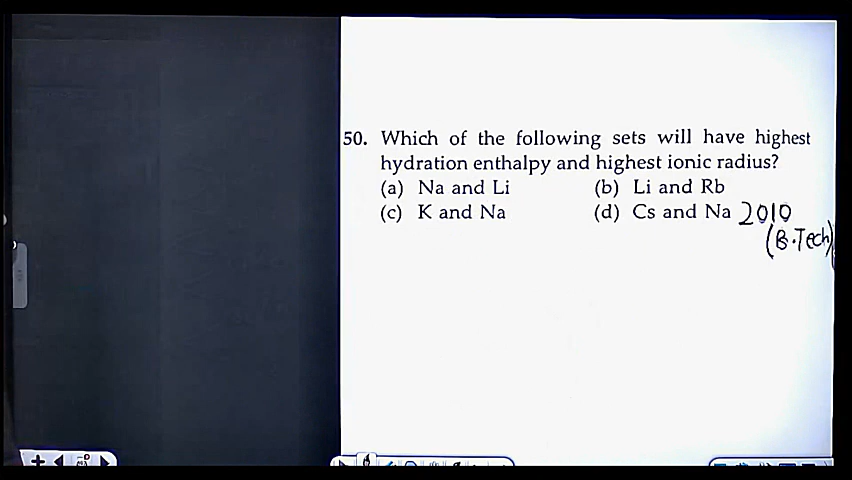 50. Which of the following sets will have highest
hydration enthalpy and highest ionic radius?
(a) Na and Li (b) Li and Rb
(c) K and Na (d) Cs and Na 2010
(B.Tech)